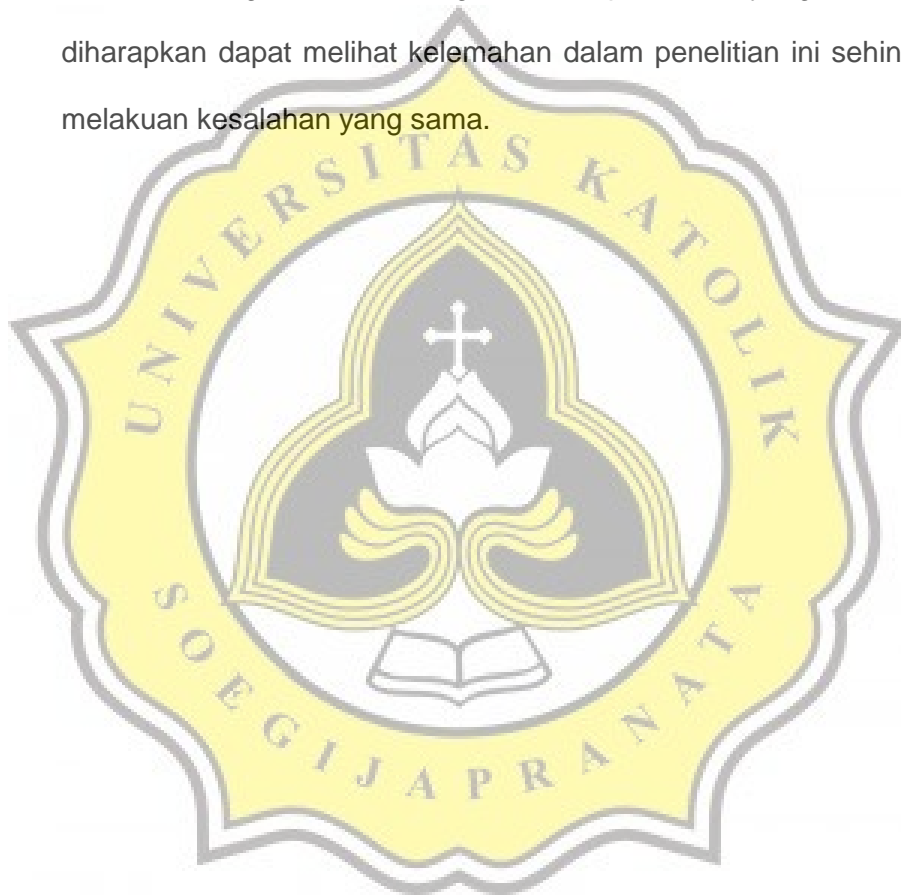 diharapkan dapat melihat kelemahan dalam penelitian ini sehin
melakuan kesalahan yang sama.
UNIVERSITAS KATOLIK
SOEGIJAPRANATA